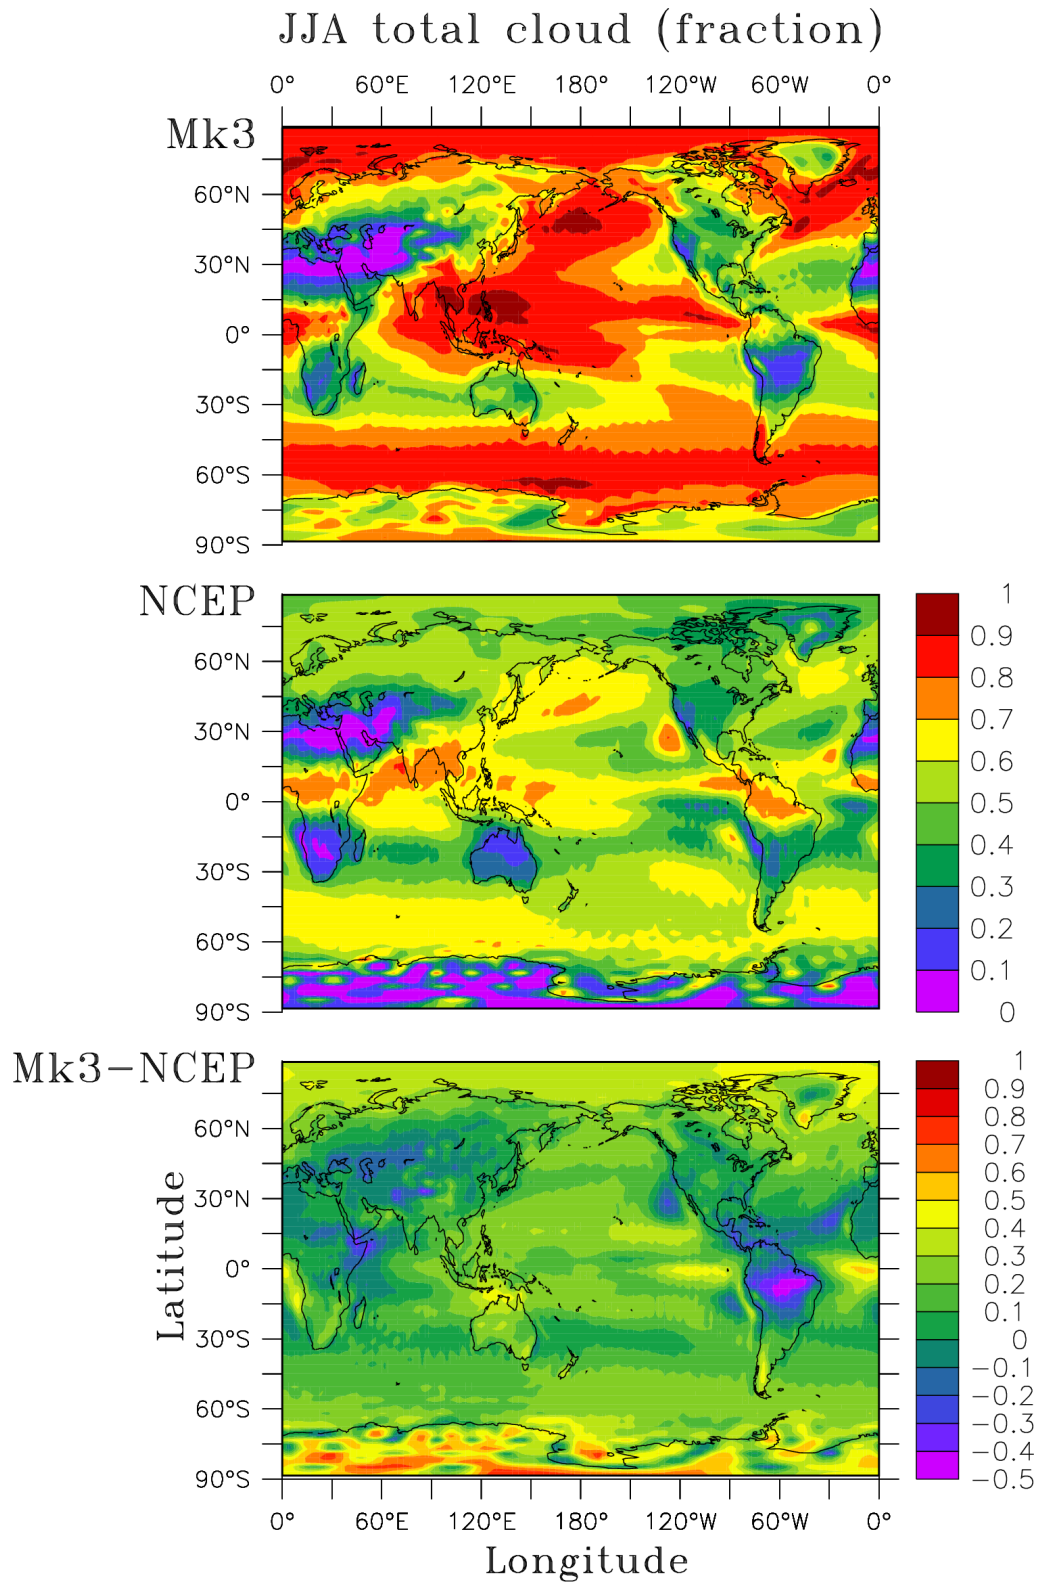 JJA total cloud (fraction)
0° 60°E 120°E 180° 120°W 60°W 0°
Mk3
60°N
30°N
0°
30°S
60°S
90°S
NCEP
60°N
30°N
0°
30°S
60°S
90°S
1
0.9
0.8
0.7
0.6
0.5
0.4
0.3
0.2
0.1
0
Mk3-NCEP
60°N
30°N
0°
30°S
60°S
90°S
Latitude
1
0.9
0.8
0.7
0.6
0.5
0.4
0.3
0.2
0.1
0
-0.1
-0.2
-0.3
-0.4
-0.5
0° 60°E 120°E 180° 120°W 60°W 0°
Longitude